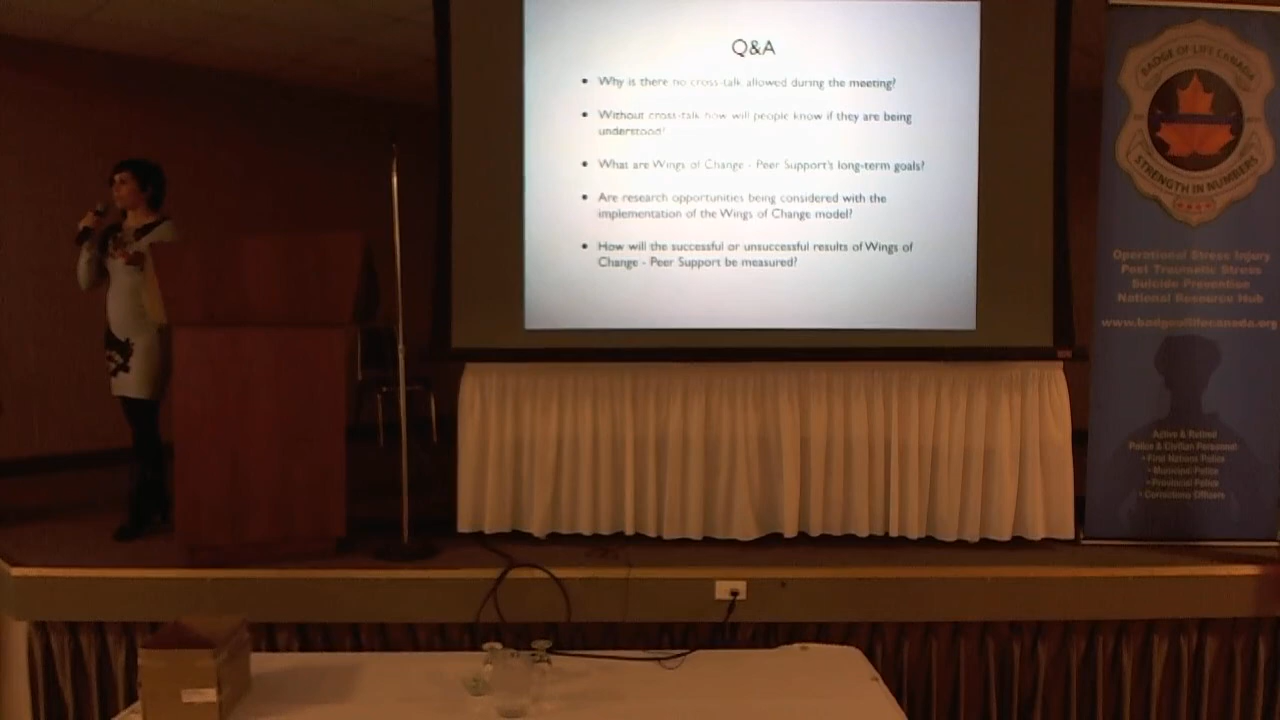 Q&A
• Why is there no cross-talk allowed during the meeting?
• Without cross-talk how will people know if they are being
understood?
• What are Wings of Change - Peer Support's long-term goals?
• Are research opportunities being considered with the
implementation of the Wings of Change model?
• How will the successful or unsuccessful results of Wings of
Change - Peer Support be measured?
BADGE OF LIFE CANADA
STRENGTH IN NUMBERS
Operational Stress Injury
Post Traumatic Stress
Suicide Prevention
National Resource Hub
www.badgeoflifecanada.org
Active & Retired
Police & Civilian Personnel
• First Nations Police
• Municipal Police
• Provincial Police
• Corrections Officers